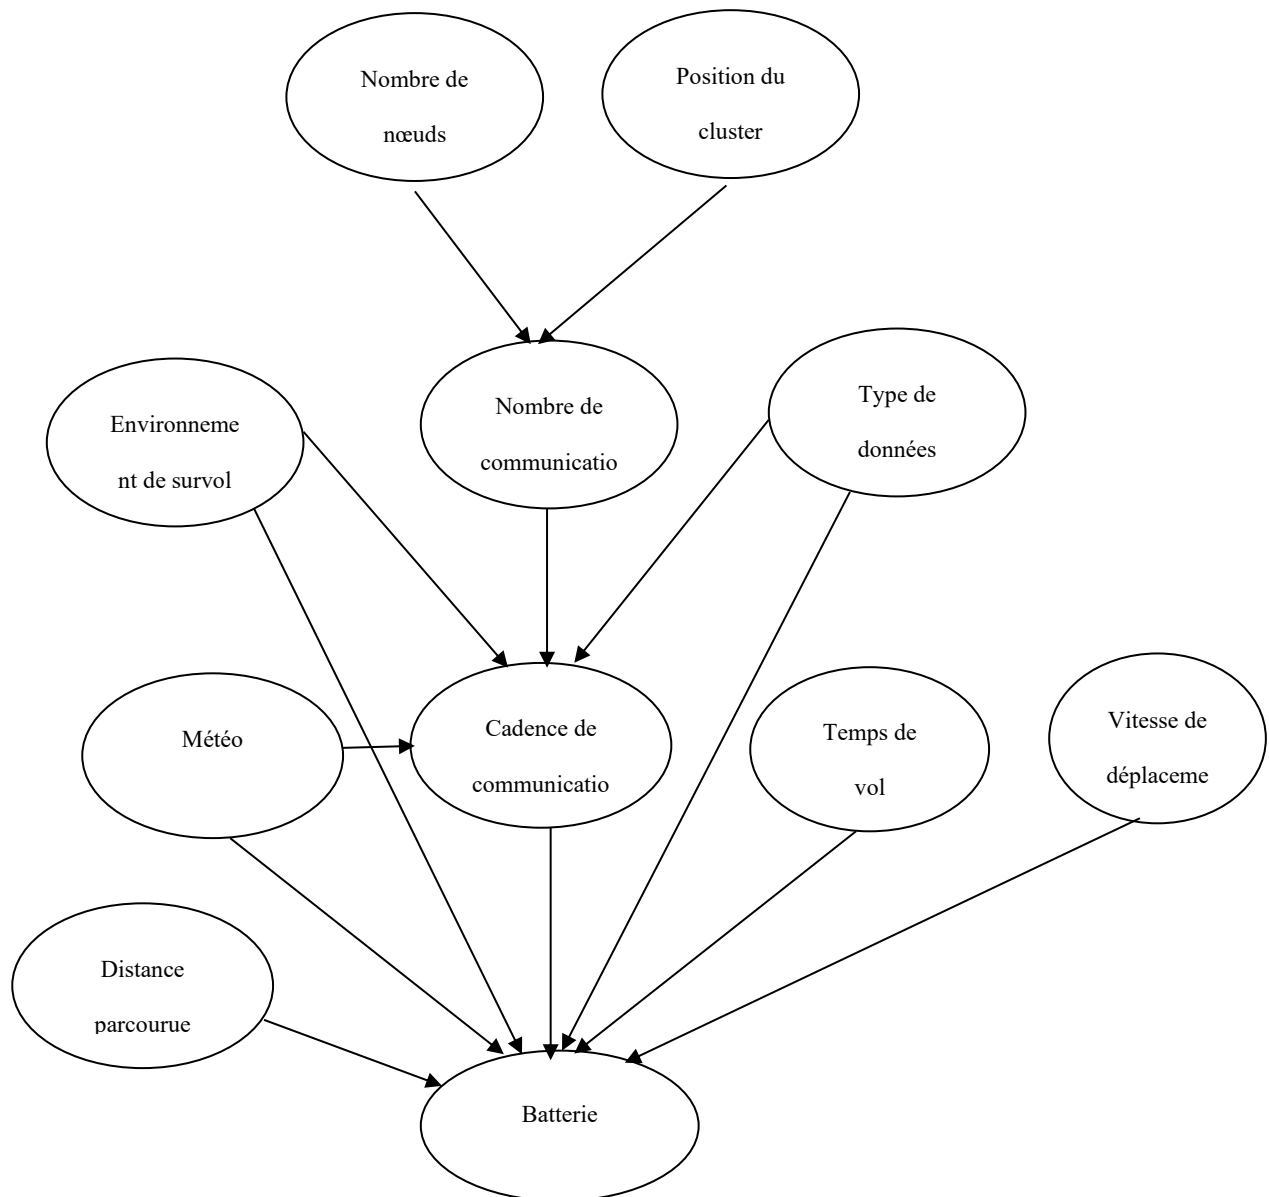 Nombre de
nœuds
Position du
cluster
Nombre de
communicatio
Type de
données
Environneme
nt de survol
Météo
Cadence de
communicatio
Temps de
vol
Vitesse de
déplaceme
Distance
parcourue
Batterie